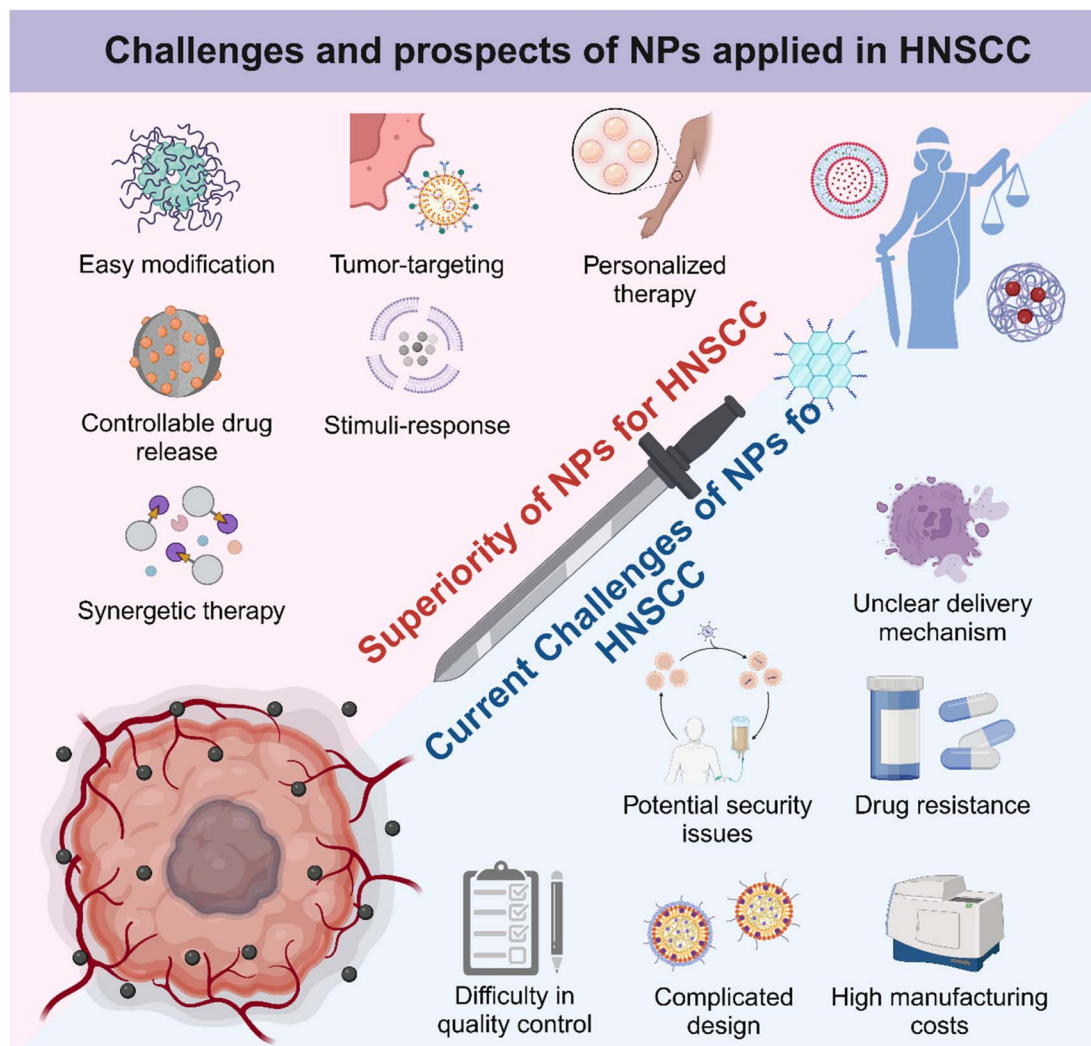 Challenges and prospects of NPs applied in HNSCC
Easy modification
Tumor-targeting
Personalized
therapy
Controllable drug
release
Stimuli-response
Synergetic therapy
Superiority of NPs for HNSCC
Current Challenges of NPs fo
HNSCC
Unclear delivery
mechanism
Potential security
issues
Drug resistance
Difficulty in
quality control
Complicated
design
High manufacturing
costs